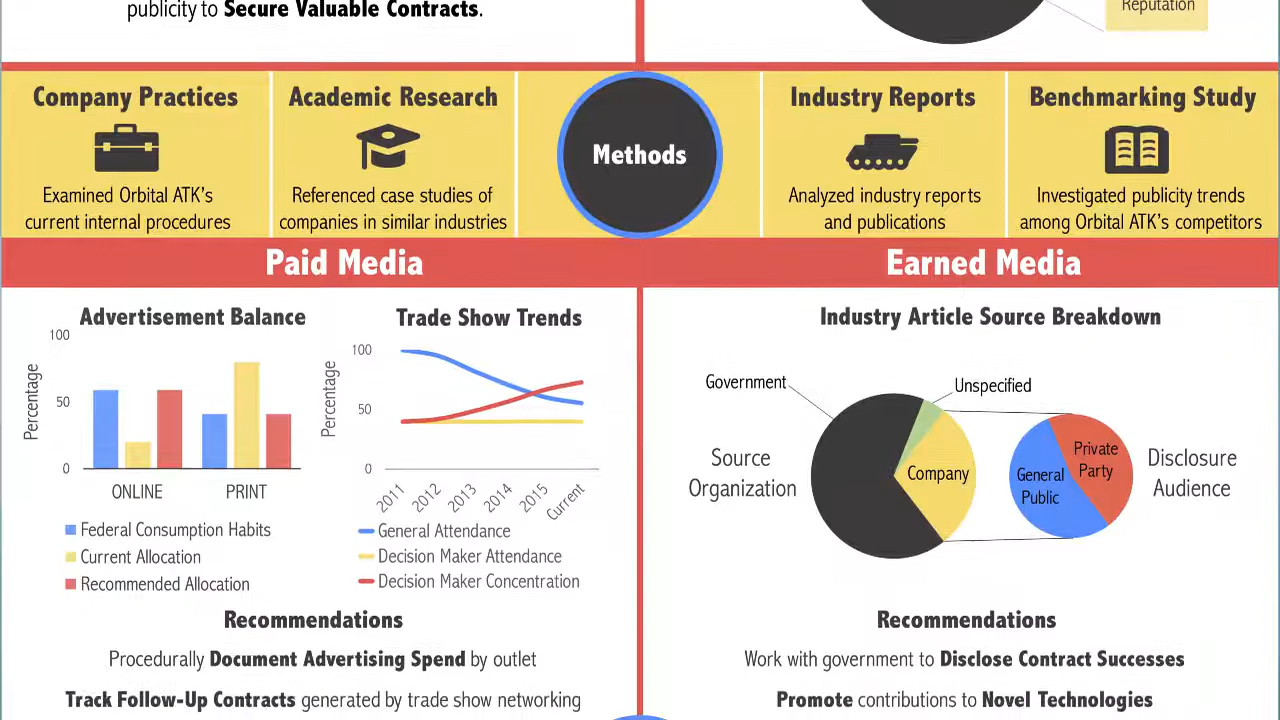 publicity to Secure Valuable Contracts.
Reputation
Company Practices
Examined Orbital ATK's
current internal procedures
Academic Research
Referenced case studies of
companies in similar industries
Methods
Industry Reports
Analyzed industry reports
and publications
Benchmarking Study
Investigated publicity trends
among Orbital ATK's competitors
Paid Media
Advertisement Balance
Percentage
100
50
0
ONLINE
PRINT
Federal Consumption Habits
Current Allocation
Recommended Allocation
Trade Show Trends
Percentage
100
50
0
2011
2012
2013
2014
2015
Current
General Attendance
Decision Maker Attendance
Decision Maker Concentration
Recommendations
Procedurally Document Advertising Spend by outlet
Track Follow-Up Contracts generated by trade show networking
Earned Media
Industry Article Source Breakdown
Government
Unspecified
Source
Organization
Company
General
Public
Private
Party
Disclosure
Audience
Recommendations
Work with government to Disclose Contract Successes
Promote contributions to Novel Technologies